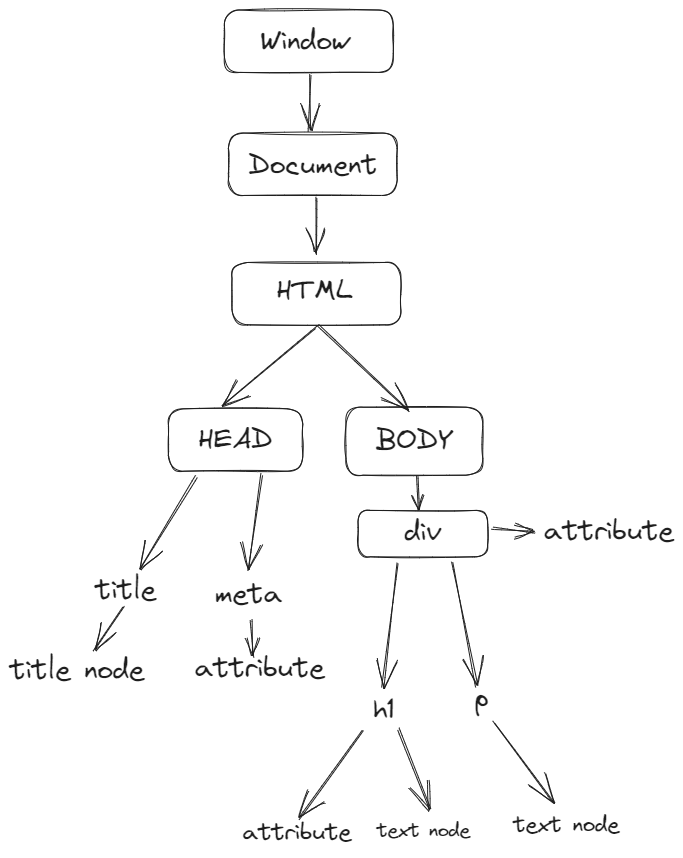 Window
Document
HTML
HEAD
BODY
div
attribute
title
meta
title node
attribute
h1
p
attribute
text node
text node